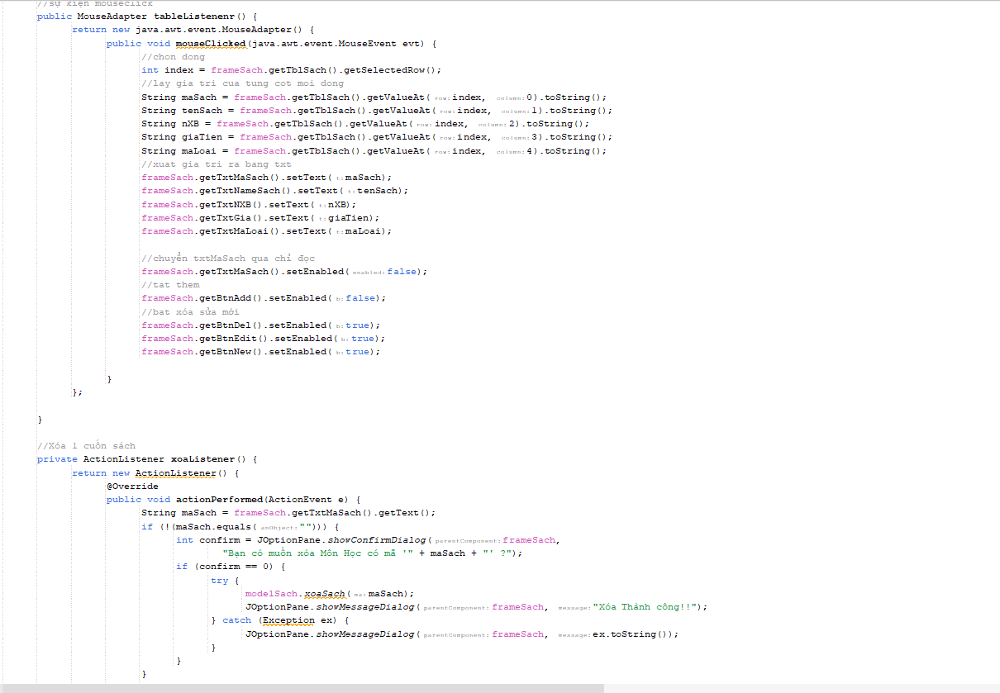 //sự kiện mouseclick
public MouseAdapter tableListenenr() {
return new java.awt.event.MouseAdapter() {
public void mouseClicked(java.awt.event.MouseEvent evt) {
//chon dong
int index = frameSach.getTblSach().getSelectedRow();
//lay gia tri cua tung cot moi dong
String maSach = frameSach.getTblSach().getValueAt( row: index, column: 0).toString();
String tenSach = frameSach.getTblSach().getValueAt( row: index, column: 1).toString();
String nXB = frameSach.getTblSach().getValueAt( row: index, column: 2).toString();
String giaTien = frameSach.getTblSach().getValueAt( row: index, column: 3).toString();
String maLoai = frameSach.getTblSach().getValueAt( row: index, column: 4).toString();
//xuat gia tri ra bang txt
frameSach.getTxtMaSach().setText( t: maSach);
frameSach.getTxtNameSach().setText( t: tenSach);
frameSach.getTxtNXB().setText( t: nXB);
frameSach.getTxtGia().setText( t: giaTien);
frameSach.getTxtMaLoai().setText( t: maLoai);
//chuyển txtMaSach qua chỉ đọc
frameSach.getTxtMaSach().setEnabled( enabled: false);
//tat them
frameSach.getBtnAdd().setEnabled( b: false);
//bat xóa sửa mới
frameSach.getBtnDel().setEnabled( b: true);
frameSach.getBtnEdit().setEnabled( b: true);
frameSach.getBtnNew().setEnabled( b: true);
}
};
}
//Xóa 1 cuốn sách
private ActionListener xoaListener() {
return new ActionListener() {
@Override
public void actionPerformed(ActionEvent e) {
String maSach = frameSach.getTxtMaSach().getText();
if (!(maSach.equals( anObject: ""))) {
int confirm = JOptionPane.showConfirmDialog( parentComponent: frameSach,
"Bạn có muốn xóa Môn Học có mã '" + maSach + "' ?");
if (confirm == 0) {
try {
modelSach.xoaSach( ma: maSach);
JOptionPane.showMessageDialog( parentComponent: frameSach, message: "Xóa Thành công!!");
} catch (Exception ex) {
JOptionPane.showMessageDialog( parentComponent: frameSach, message: ex.toString());
}
}
}